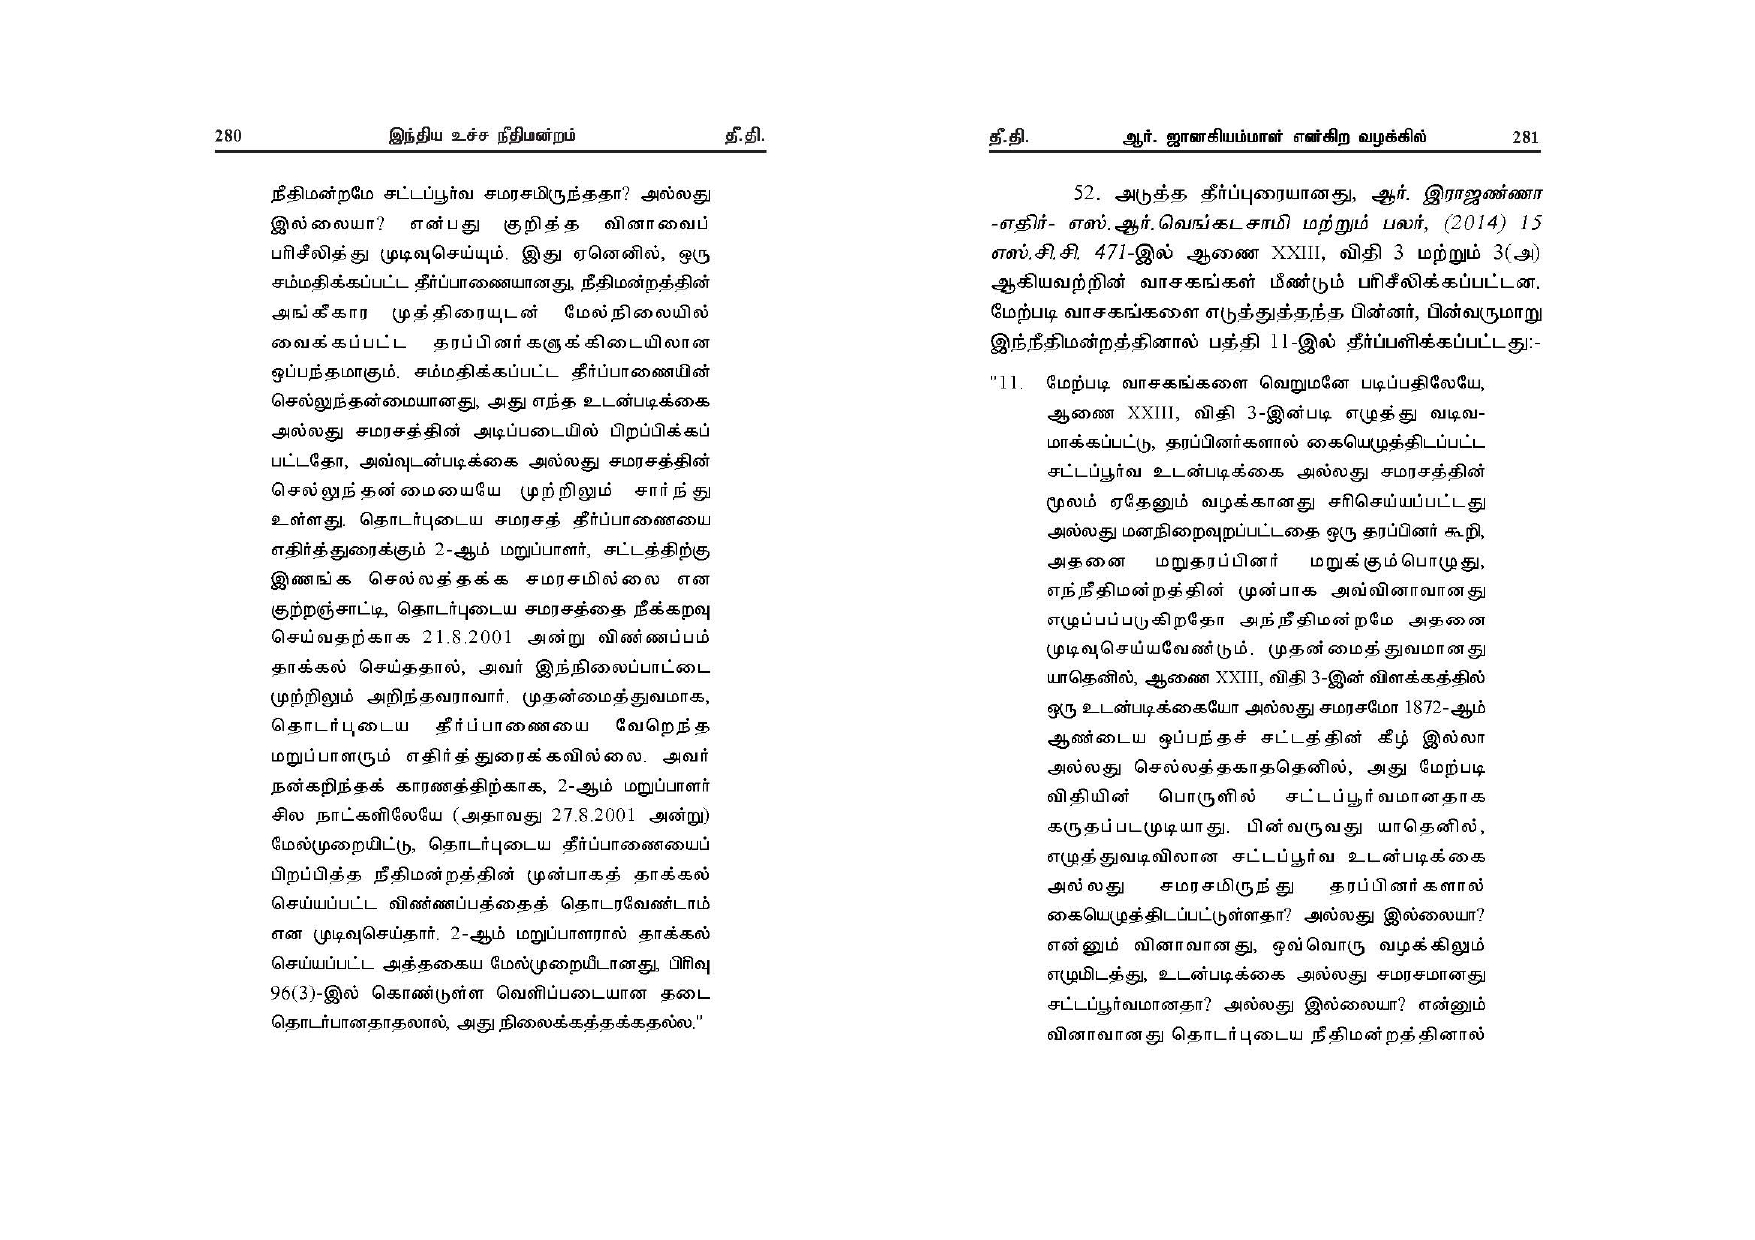 280 இந்திய உச்ச நீதிமன்றம் தீ.தி.
நீதிமன்றமே சட்டப்பூர்வ சமரசமிருந்ததா? அல்லது
இல்லையா? என்பது குறித்த வினாவைப்
பரிசீலித்து முடிவுசெய்யும். இது ஏனெனில், ஒரு
சம்மதிக்கப்பட்ட தீர்ப்பாணையானது, நீதிமன்றத்தின்
அங்கீகார முத்திரையுடன் மேல்நிலையில்
வைக்கப்பட்ட தரப்பினர்களுக்கிடையிலான
ஒப்பந்தமாகும். சம்மதிக்கப்பட்ட தீர்ப்பாணையின்
செல்லுந்தன்மையானது, அது எந்த உடன்படிக்கை
அல்லது சமரசத்தின் அடிப்படையில் பிறப்பிக்கப்
பட்டதோ, அவ்வுடன்படிக்கை அல்லது சமரசத்தின்
செல்லுந்தன்மையையே முற்றிலும் சார்ந்து
உள்ளது. தொடர்புடைய சமரசத் தீர்ப்பாணையை
எதிர்த்துரைக்கும் 2-ஆம் மறுப்பாளர், சட்டத்திற்கு
இணங்க செல்லத்தக்க சமரசமில்லை என
குற்றஞ்சாட்டி, தொடர்புடைய சமரசத்தை நீக்கறவு
செய்வதற்காக 21.8.2001 அன்று விண்ணப்பம்
தாக்கல் செய்ததால், அவர் இந்நிலைப்பாட்டை
முற்றிலும் அறிந்தவராவார். முதன்மைத்துவமாக,
தொடர்புடைய தீர்ப்பாணையை வேறெந்த
மறுப்பாளரும் எதிர்த்துரைக்கவில்லை. அவர்
நன்கறிந்தக் காரணத்திற்காக, 2-ஆம் மறுப்பாளர்
சில நாட்களிலேயே (அதாவது 27.8.2001 அன்று)
மேல்முறையிட்டு, தொடர்புடைய தீர்ப்பாணையைப்
பிறப்பித்த நீதிமன்றத்தின் முன்பாகத் தாக்கல்
செய்யப்பட்ட விண்ணப்பத்தைத் தொடரவேண்டாம்
என முடிவுசெய்தார். 2-ஆம் மறுப்பாளரால் தாக்கல்
செய்யப்பட்ட அத்தகைய மேல்முறையீடானது, பிரிவு
96(3)-இல் கொண்டுள்ள வெளிப்படையான தடை
தொடர்பானதாதலால், அது நிலைக்கத்தக்கதல்ல."
தீ.தி. ஆர். ஜானகியம்மாள் என்கிற வழக்கில் 281
52. அடுத்த தீர்ப்புரையானது, ஆர். இராஜண்ணா
-எதிர்- எஸ்.ஆர்.வெங்கடசாமி மற்றும் பலர், (2014) 15
எஸ்.சி.சி. 471-இல் ஆணை XXIII, விதி 3 மற்றும் 3(அ)
ஆகியவற்றின் வாசகங்கள் மீண்டும் பரிசீலிக்கப்பட்டன.
மேற்படி வாசகங்களை எடுத்துத்தந்த பின்னர், பின்வருமாறு
இந்நீதிமன்றத்தினால் பத்தி 11-இல் தீர்ப்பளிக்கப்பட்டது:-
"11. மேற்படி வாசகங்களை வெறுமனே படிப்பதிலேயே,
ஆணை XXIII, விதி 3-இன்படி எழுத்து வடிவ-
மாக்கப்பட்டு, தரப்பினர்களால் கையெழுத்திடப்பட்ட
சட்டப்பூர்வ உடன்படிக்கை அல்லது சமரசத்தின்
மூலம் ஏதேனும் வழக்கானது சரிசெய்யப்பட்டது
அல்லது மனநிறைவுறப்பட்டதை ஒரு தரப்பினர் கூறி,
அதனை மறுதரப்பினர் மறுக்கும்பொழுது,
எந்நீதிமன்றத்தின் முன்பாக அவ்வினாவானது
எழுப்பப்படுகிறதோ அந்நீதிமன்றமே அதனை
முடிவுசெய்யவேண்டும். முதன்மைத்துவமானது
யாதெனில், ஆணை XXIII, விதி 3-இன் விளக்கத்தில்
ஒரு உடன்படிக்கையோ அல்லது சமரசமோ 1872-ஆம்
ஆண்டைய ஒப்பந்தச் சட்டத்தின் கீழ் இல்லா
அல்லது செல்லத்தகாததெனில், அது மேற்படி
விதியின் பொருளில் சட்டப்பூர்வமானதாக
கருதப்படமுடியாது. பின்வருவது யாதெனில்,
எழுத்துவடிவிலான சட்டப்பூர்வ உடன்படிக்கை
அல்லது சமரசமிருந்து தரப்பினர்களால்
கையெழுத்திடப்பட்டுள்ளதா? அல்லது இல்லையா?
என்னும் வினாவானது, ஒவ்வொரு வழக்கிலும்
எழுமிடத்து, உடன்படிக்கை அல்லது சமரசமானது
சட்டப்பூர்வமானதா? அல்லது இல்லையா? என்னும்
வினாவானது தொடர்புடைய நீதிமன்றத்தினால்